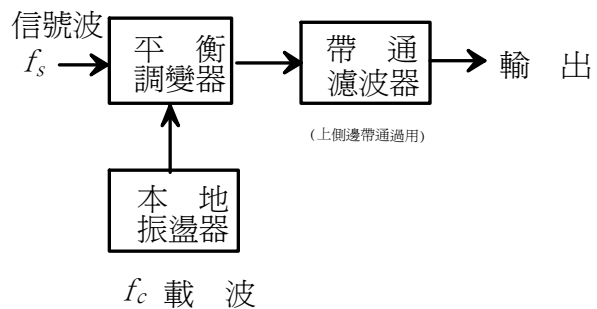 信號波
fs
平 衡
調變器
帶 通
濾波器
輸 出
(上側邊帶通過用)
本 地
振盪器
fc 載 波